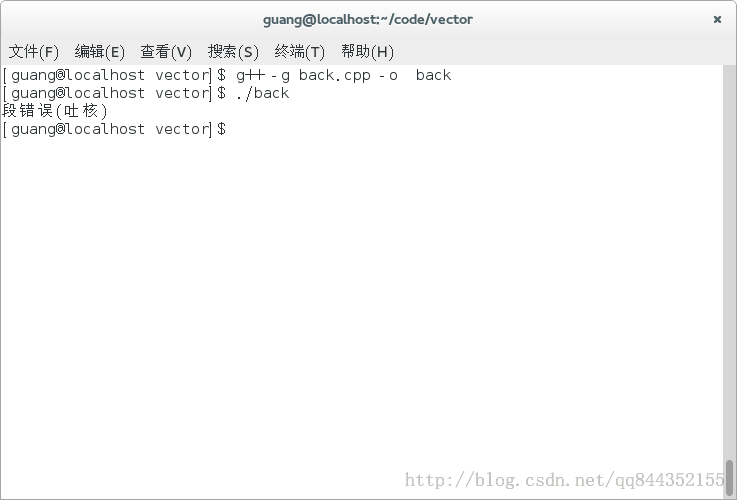 guang@localhost:~/code/vector ×
文件(F) 编辑(E) 查看(V) 搜索(S) 终端(T) 帮助(H)
[guang@localhost vector]$ g++ -g back.cpp -o  back
[guang@localhost vector]$ ./back
段错误(吐核)
[guang@localhost vector]$
http://blog.csdn.net/qq844352155